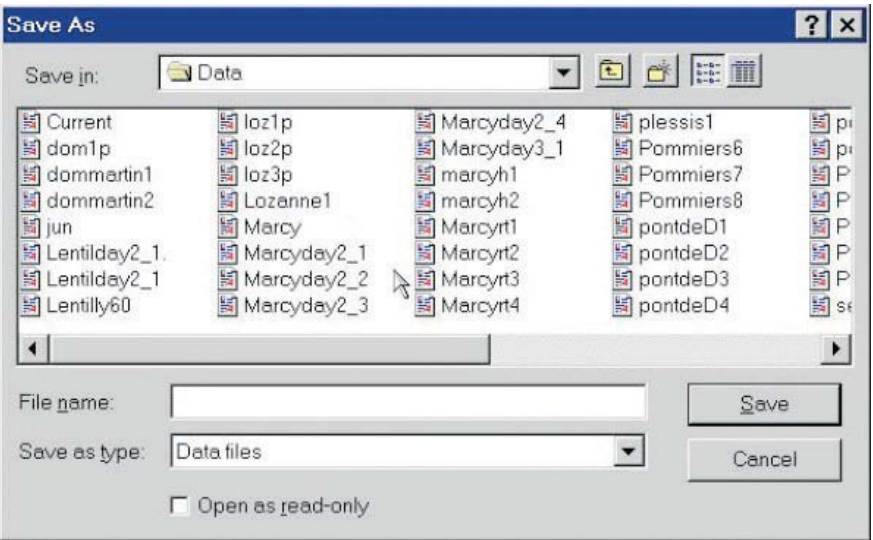 Save As
Save in: Data
Current
dom1p
dommartin1
dommartin2
jun
Lentilday2_1.
Lentilday2_1
Lentilly60
loz1p
loz2p
loz3p
Lozanne1
Marcy
Marcyday2_1
Marcyday2_2
Marcyday2_3
Marcyday2_4
Marcyday3_1
marcyh1
marcyh2
Marcyrt1
Marcyrt2
Marcyrt3
Marcyrt4
plessis1
Pommiers6
Pommiers7
Pommiers8
pontdeD1
pontdeD2
pontdeD3
pontdeD4
File name:
Save
Save as type: Data files
Cancel
Open as read-only